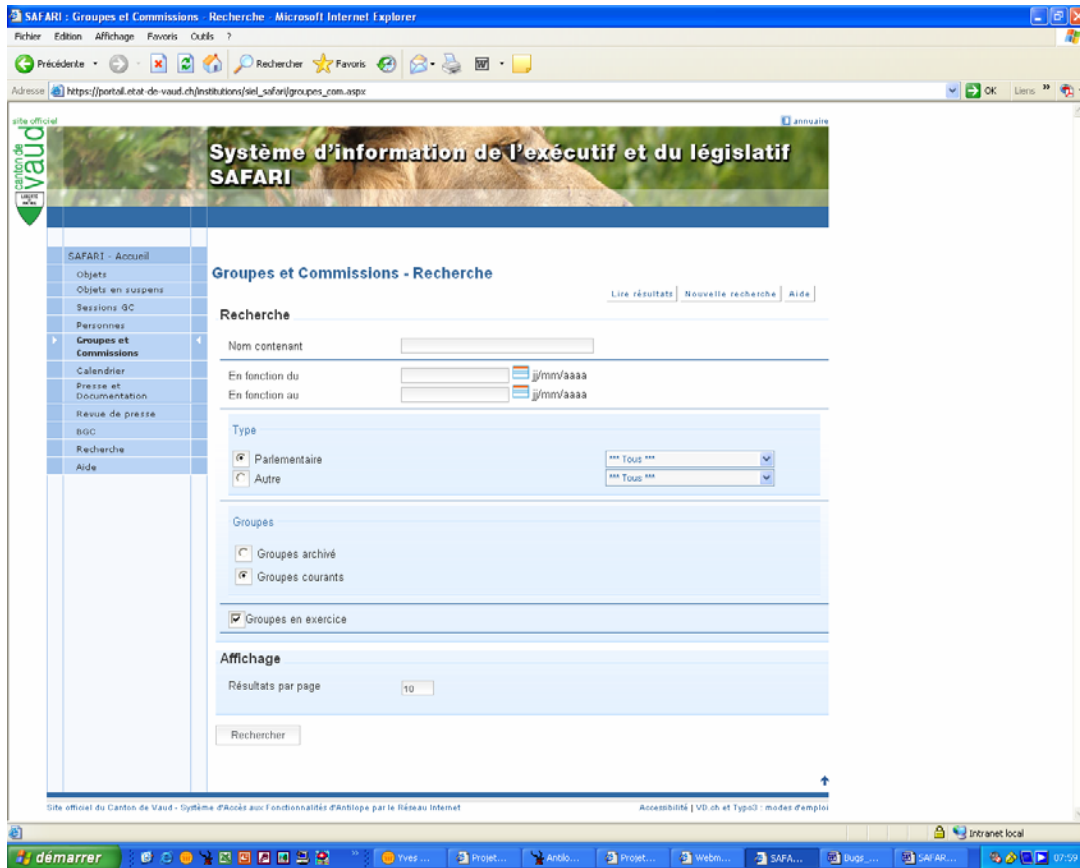 SAFARI : Groupes et Commissions - Recherche - Microsoft Internet Explorer
Fichier Edition Affichage Favoris Outils ?
Précédente Rechercher Favoris
Adresse https://portail.etat-de-vaud.ch/institutions/siel_safari/groupes_com.aspx OK Liens
site officiel
annuaire
canton de vaud
LIBERTÉ ET PATRIE
Système d'information de l'exécutif et du législatif
SAFARI
SAFARI - Accueil
Objets
Objets en suspens
Sessions GC
Personnes
Groupes et
Commissions
Calendrier
Presse et
Documentation
Revue de presse
BGC
Recherche
Aide
Groupes et Commissions - Recherche
Lire résultats Nouvelle recherche Aide
Recherche
Nom contenant
En fonction du jj/mm/aaaa
En fonction au jj/mm/aaaa
Type
Parlementaire *** Tous ***
Autre *** Tous ***
Groupes
Groupes archivé
Groupes courants
Groupes en exercice
Affichage
Résultats par page 10
Rechercher
Site officiel du Canton de Vaud - Système d'Accès aux Fonctionnalités d'Antilope par le Réseau Internet
Accessibilité | VD.ch et Typo3 : modes d'emploi
Intranet local
démarrer Yves ... Projet... Antilo... Projet... Webm... SAFA... Bugs_... SAFAR... 07:59